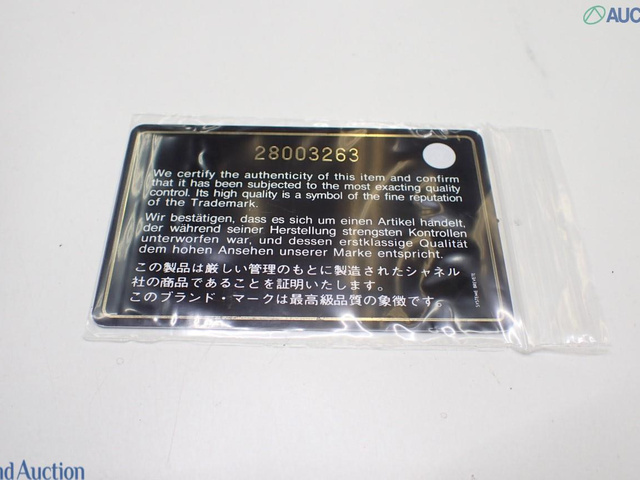 AUC
28003263
We certify the authenticity of this item and confirm
that it has been subjected to the most exacting quality
control. Its high quality is a symbol of the fine reputation
of the Trademark.
Wir bestätigen, dass es sich um einen Artikel handelt,
der während seiner Herstellung strengsten Kontrollen
unterworfen war, und dessen erstklassige Qualität
dem hohen Ansehen unserer Marke entspricht.
この製品は厳しい管理のもとに製造されたシャネル
社の商品であることを証明いたします。
このブランド・マークは最高級品質の象徴です。
nd Auction